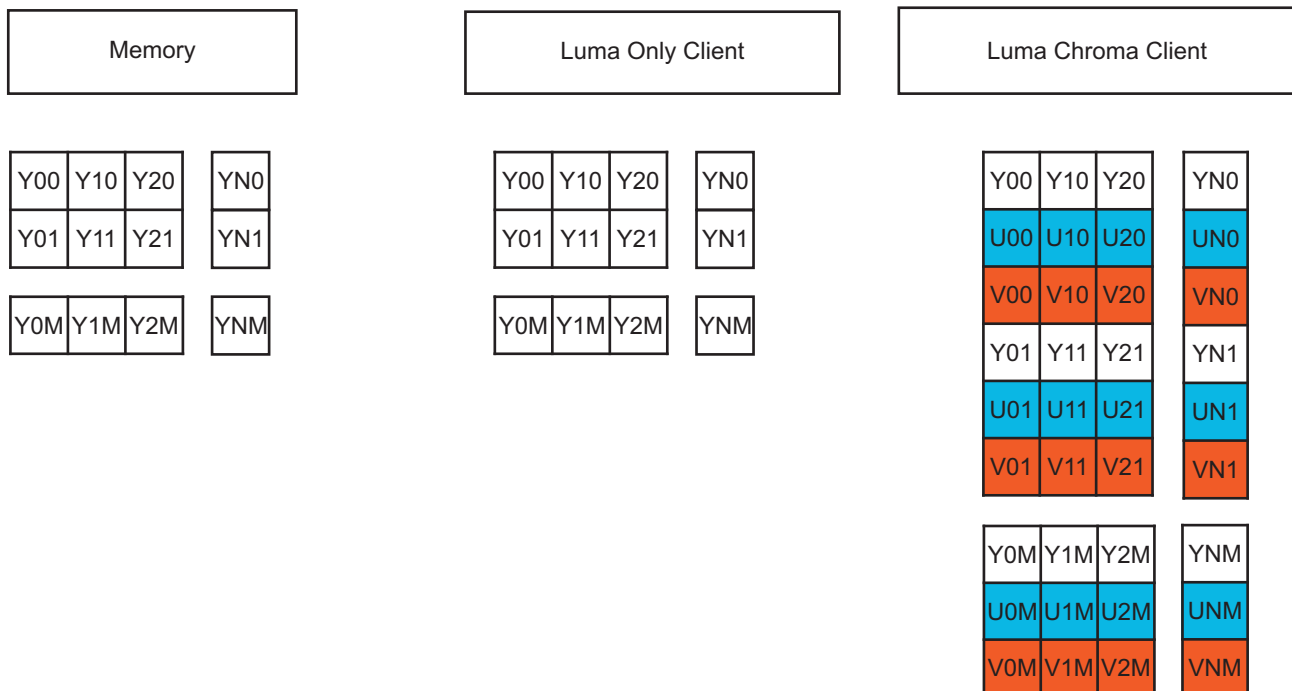 Memory
Luma Only Client
Luma Chroma Client
Y00 Y10 Y20 YN0
Y01 Y11 Y21 YN1
Y0M Y1M Y2M YNM
Y00 Y10 Y20 YN0
Y01 Y11 Y21 YN1
Y0M Y1M Y2M YNM
Y00 Y10 Y20 YN0
U00 U10 U20 UN0
V00 V10 V20 VN0
Y01 Y11 Y21 YN1
U01 U11 U21 UN1
V01 V11 V21 VN1
Y0M Y1M Y2M YNM
U0M U1M U2M UNM
V0M V1M V2M VNM